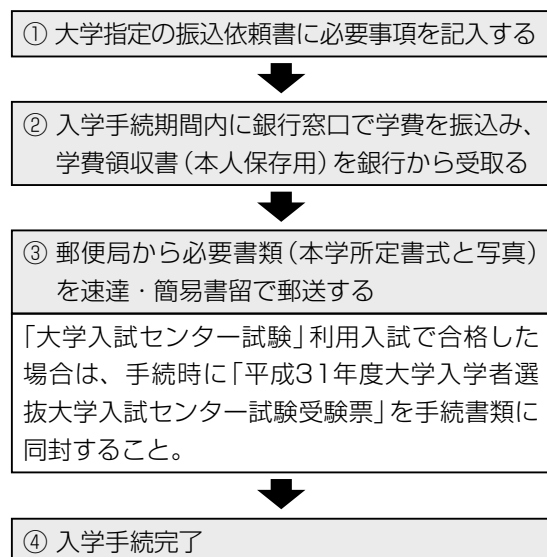 ① 大学指定の振込依頼書に必要事項を記入する
② 入学手続期間内に銀行窓口で学費を振込み、
学費領収書（本人保存用）を銀行から受取る
③ 郵便局から必要書類（本学所定書式と写真）
を速達・簡易書留で郵送する
「大学入試センター試験」利用入試で合格した
場合は、手続時に「平成31年度大学入学者選
抜大学入試センター試験受験票」を手続書類に
同封すること。
④ 入学手続完了